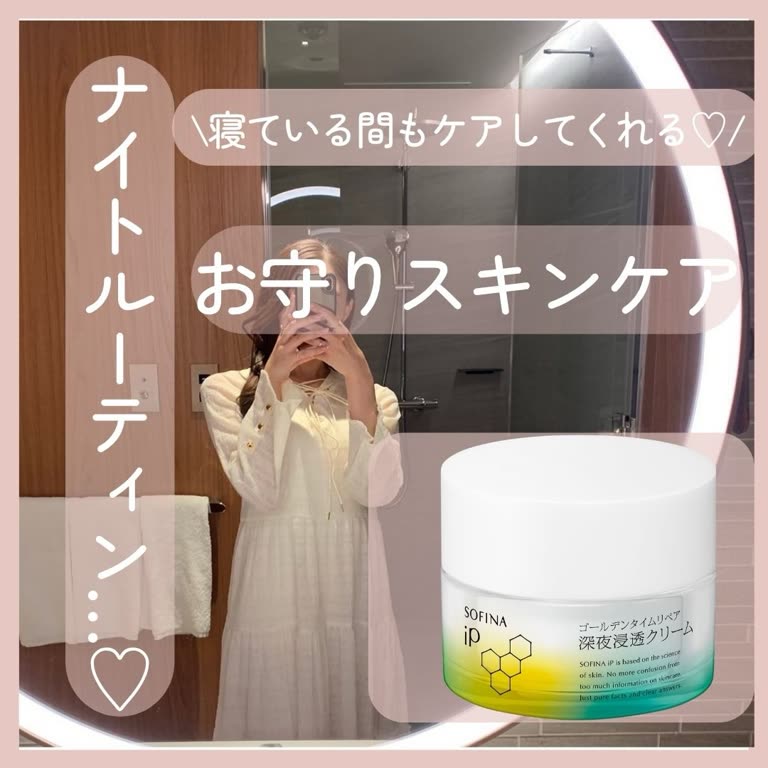 ナイトルーティン…♡
\寝ている間もケアしてくれる♡/
お守りスキンケア
SOFINA
iP
ゴールデンタイムリペア
深夜浸透クリーム
SOFINA iP is based on the science
of skin. No more confusion from
too much information on skincare.
Just pure facts and clear answers.